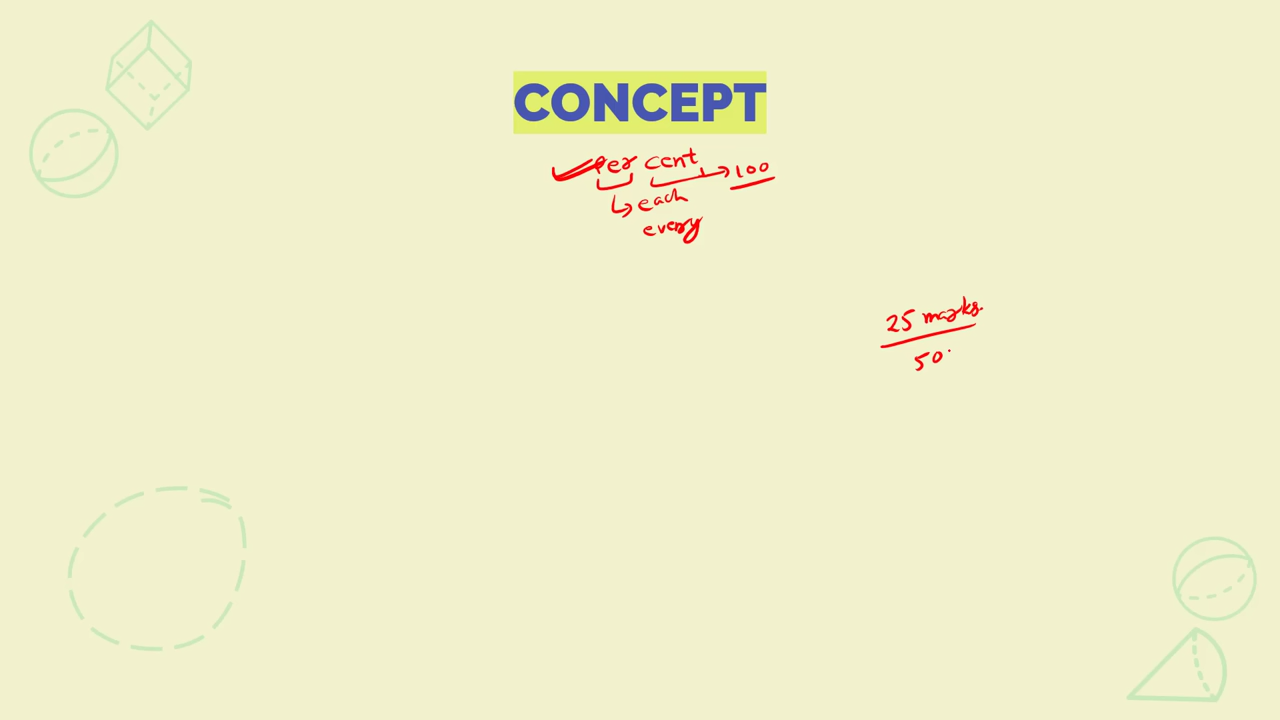 CONCEPT
Per cent → 100
↳ each
every
25 marks.
50